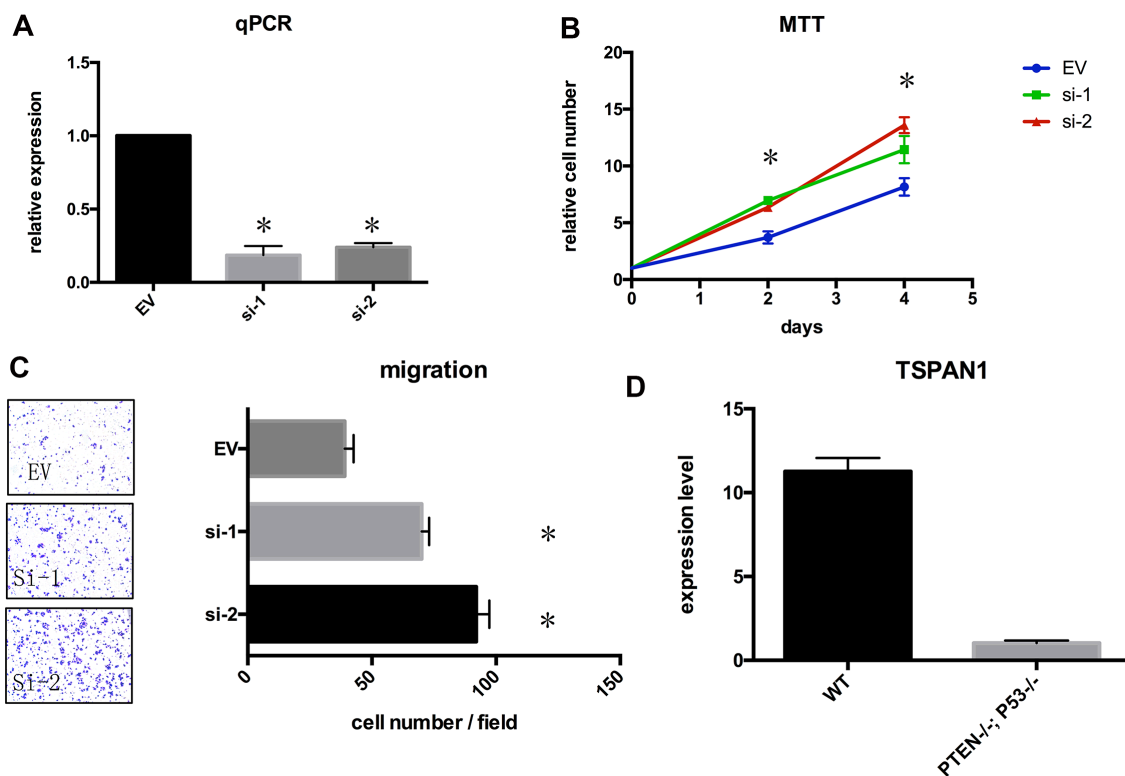 A
qPCR
relative expression
1.5
1.0
0.5
0.0
*
*
EV
si-1
si-2
B
MTT
relative cell number
20
15
10
5
0
*
*
0
1
2
3
4
5
days
EV
si-1
si-2
C
migration
EV
Si-1
Si-2
EV
si-1
si-2
*
*
0
50
100
150
cell number / field
D
TSPAN1
expression level
15
10
5
0
WT
PTEN-/-; P53-/-